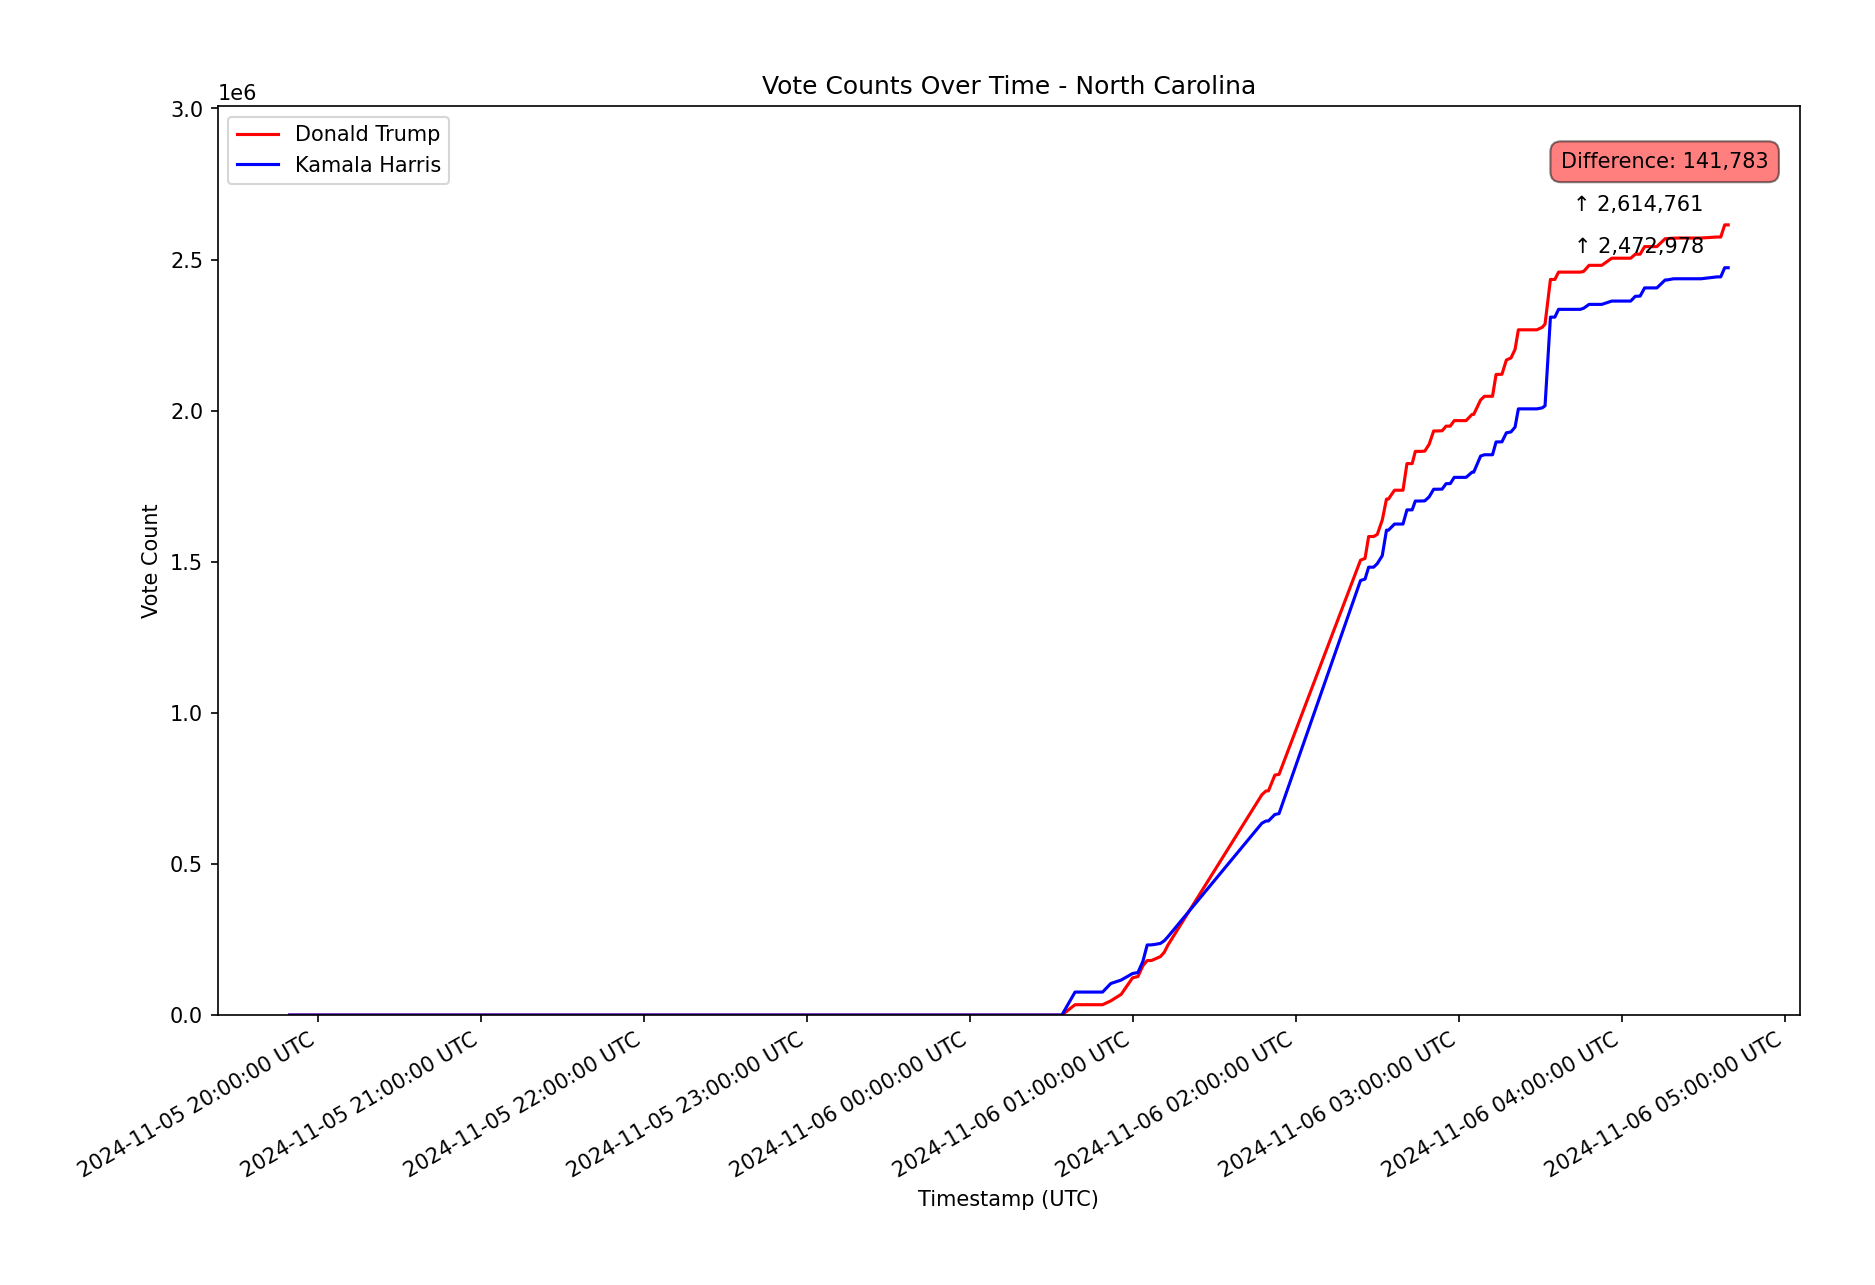 Vote Counts Over Time - North Carolina
1e6
3.0
2.5
2.0
1.5
1.0
0.5
0.0
Vote Count
Donald Trump
Kamala Harris
Difference: 141,783
↑ 2,614,761
↑ 2,472,978
2024-11-05 20:00:00 UTC
2024-11-05 21:00:00 UTC
2024-11-05 22:00:00 UTC
2024-11-05 23:00:00 UTC
2024-11-06 00:00:00 UTC
2024-11-06 01:00:00 UTC
2024-11-06 02:00:00 UTC
2024-11-06 03:00:00 UTC
2024-11-06 04:00:00 UTC
2024-11-06 05:00:00 UTC
Timestamp (UTC)